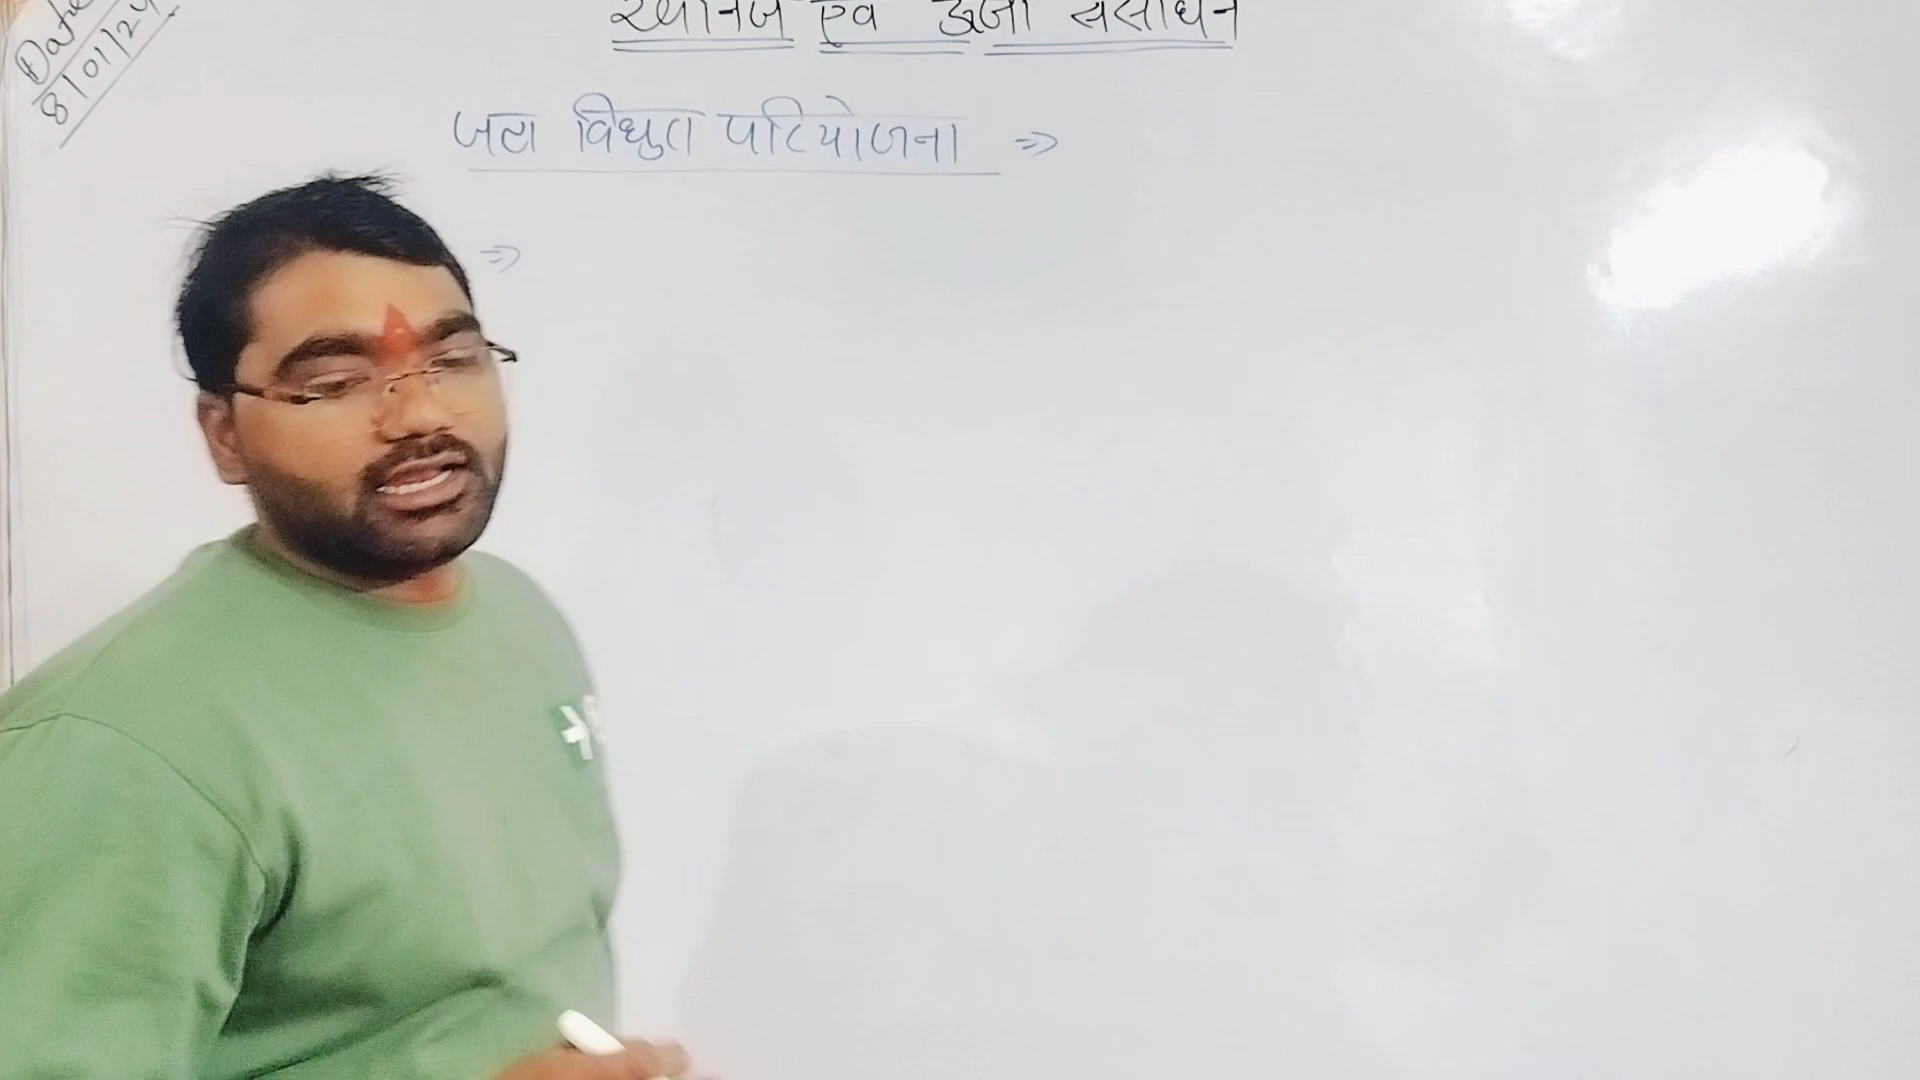 Date
8/01/24
खनिज एवं ऊर्जा संसाधन
जल विधुत परियोजना ⇒
⇒